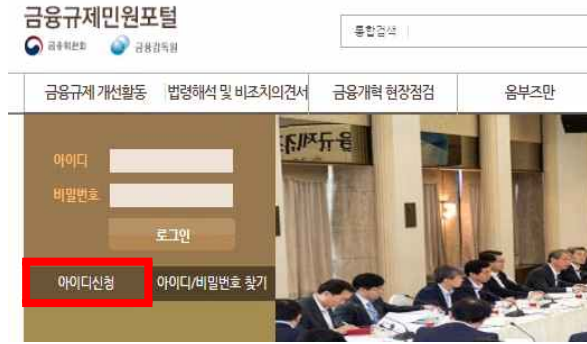 금융규제민원포털
금융위원회 금융감독원
통합검색
금융규제 개선활동 법령해석 및 비조치의견서 금융개혁 현장점검 옴부즈만
아이디
비밀번호
로그인
아이디신청 아이디/비밀번호 찾기